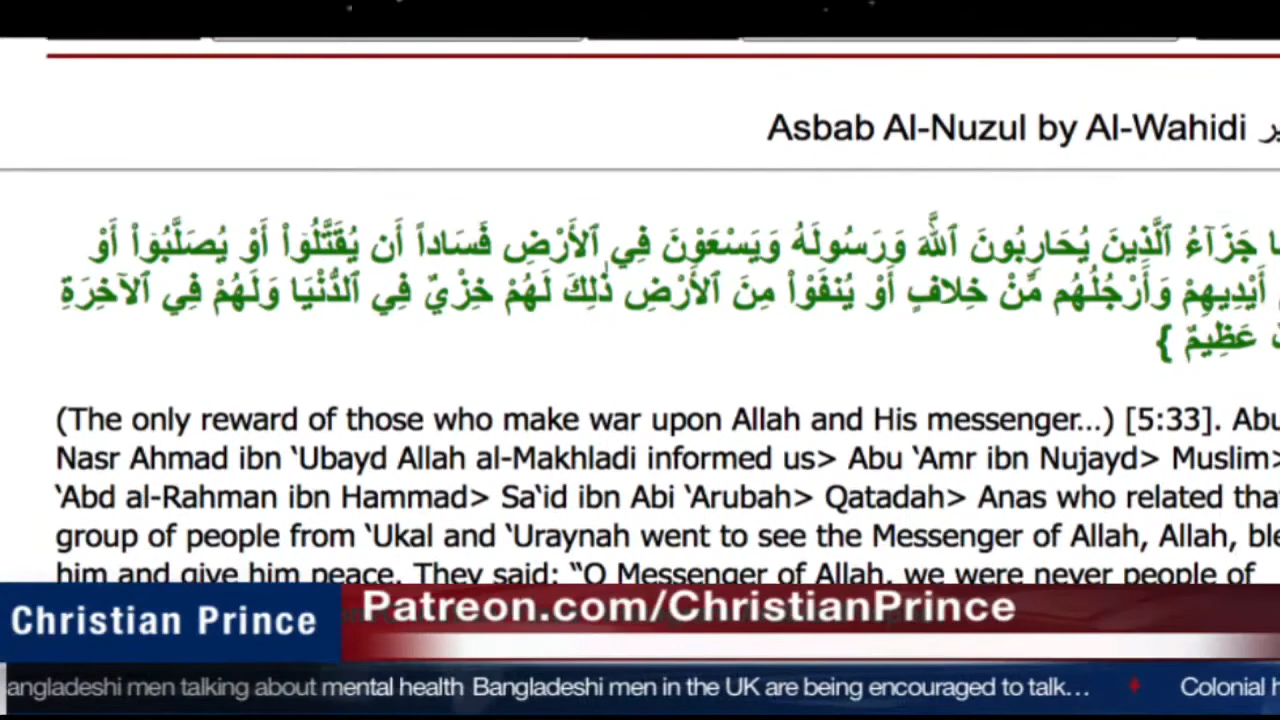 Asbab Al-Nuzul by Al-Wahidi
جَزَآءُ ٱلَّذِينَ يُحَارِبُونَ ٱللَّهَ وَرَسُولَهُ وَيَسْعَوْنَ فِي ٱلأَرْضِ فَسَاداً أَن يُقَتَّلُوۤاْ أَوْ يُصَلَّبُوۤاْ أَوْ
أَيْدِيهِمْ وَأَرْجُلُهُم مِّنْ خِلافٍ أَوْ يُنفَوْاْ مِنَ ٱلأَرْضِ ذٰلِكَ لَهُمْ خِزْيٌ فِي ٱلدُّنْيَا وَلَهُمْ فِي ٱلآخِرَةِ
عَظِيمٌ }
(The only reward of those who make war upon Allah and His messenger...) [5:33]. Abu
Nasr Ahmad ibn ‘Ubayd Allah al-Makhladi informed us> Abu ‘Amr ibn Nujayd> Muslim>
‘Abd al-Rahman ibn Hammad> Sa‘id ibn Abi ‘Arubah> Qatadah> Anas who related that
group of people from ‘Ukal and ‘Uraynah went to see the Messenger of Allah, Allah, ble
him and give him peace. They said: “O Messenger of Allah, we were never people of
Christian Prince
Patreon.com/ChristianPrince
angladeshi men talking about mental health Bangladeshi men in the UK are being encouraged to talk... Colonial h